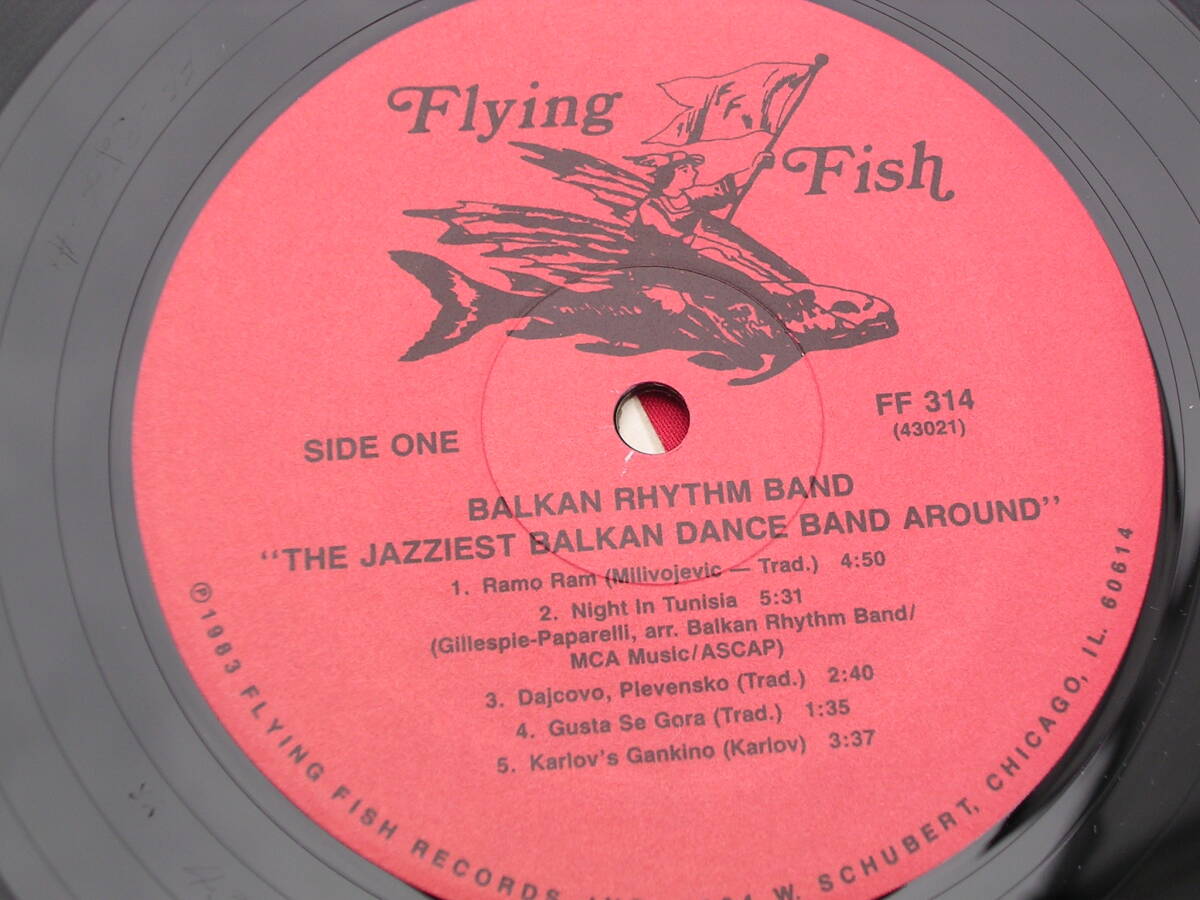 Flying
Fish
FF
SIDE ONE
FF 314
(43021)
BALKAN RHYTHM BAND
"THE JAZZIEST BALKAN DANCE BAND AROUND"
1. Ramo Ram (Milivojevic — Trad.) 4:50
2. Night In Tunisia 5:31
(Gillespie-Paparelli, arr. Balkan Rhythm Band/
MCA Music/ASCAP)
3. Dajcovo, Plevensko (Trad.) 2:40
4. Gusta Se Gora (Trad.) 1:35
5. Karlov's Gankino (Karlov) 3:37
℗1983 FLYING FISH RECORDS, W. SCHUBERT, CHICAGO, IL. 60614